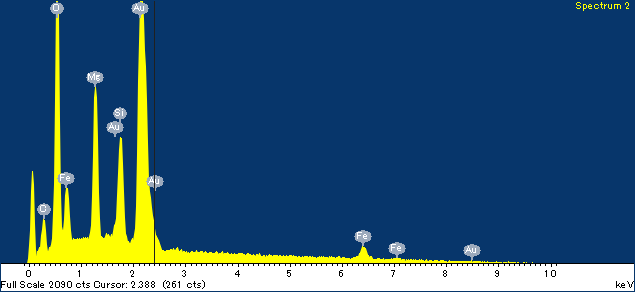 Spectrum 2
O Au
Mg
Si
Au
Fe Au
Fe
Fe Au
0 1 2 3 4 5 6 7 8 9 10
Full Scale 2090 cts Cursor: 2.388 (261 cts) keV